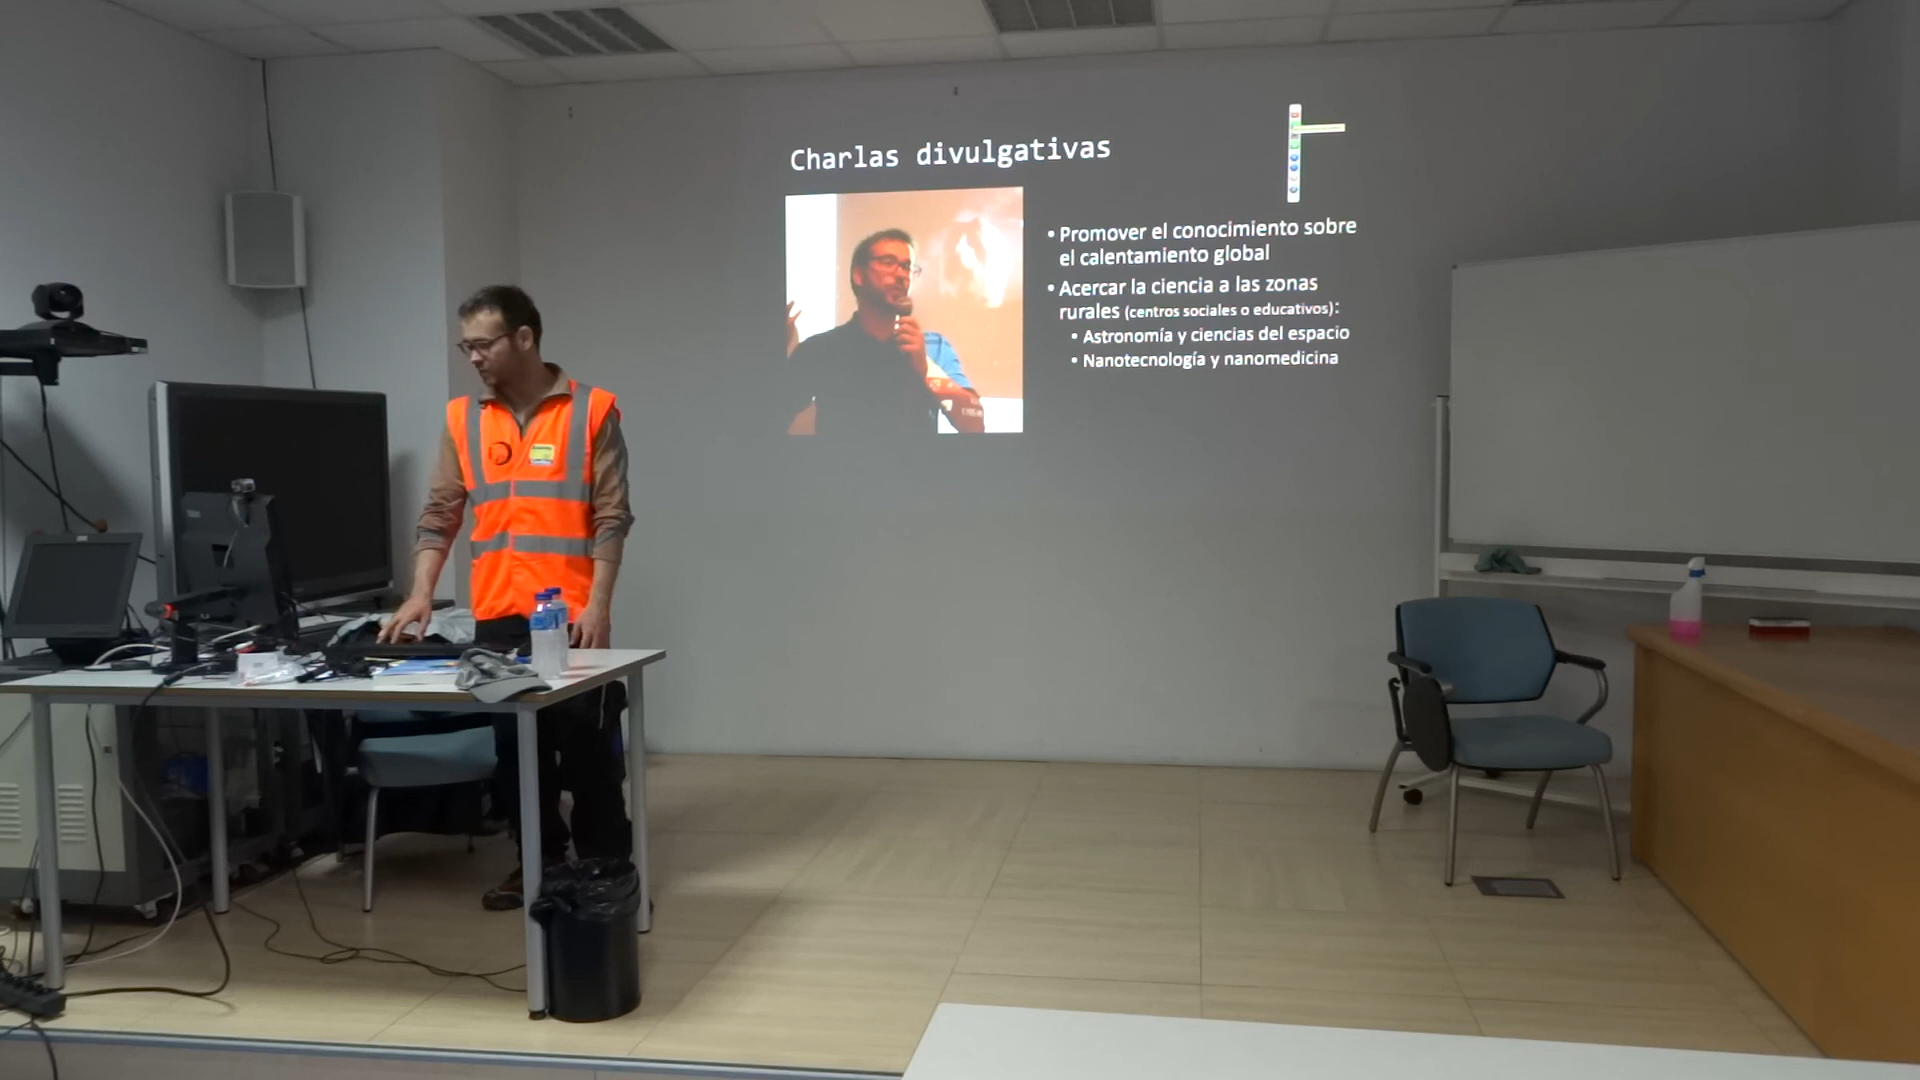 Charlas divulgativas
• Promover el conocimiento sobre
el calentamiento global
• Acercar la ciencia a las zonas
rurales (centros sociales o educativos):
• Astronomía y ciencias del espacio
• Nanotecnología y nanomedicina